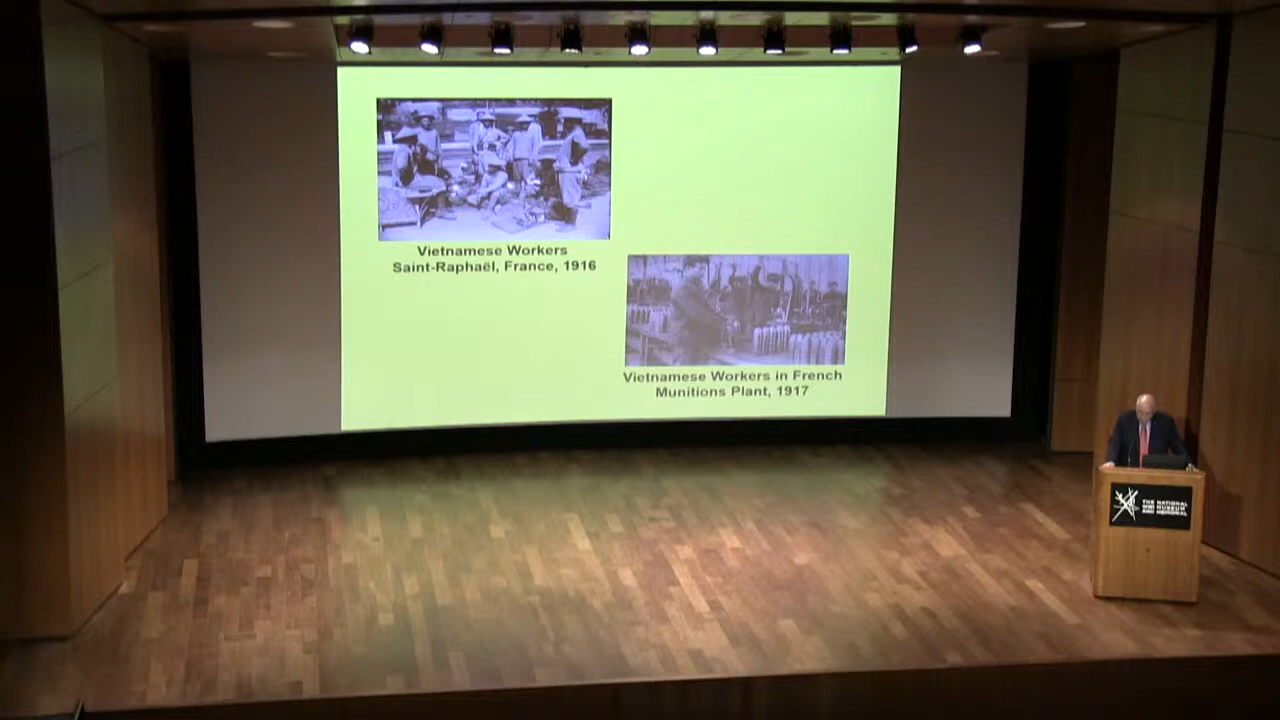 Vietnamese Workers
Saint-Raphaël, France, 1916
Vietnamese Workers in French
Munitions Plant, 1917
THE NATIONAL
WWI MUSEUM
AND MEMORIAL